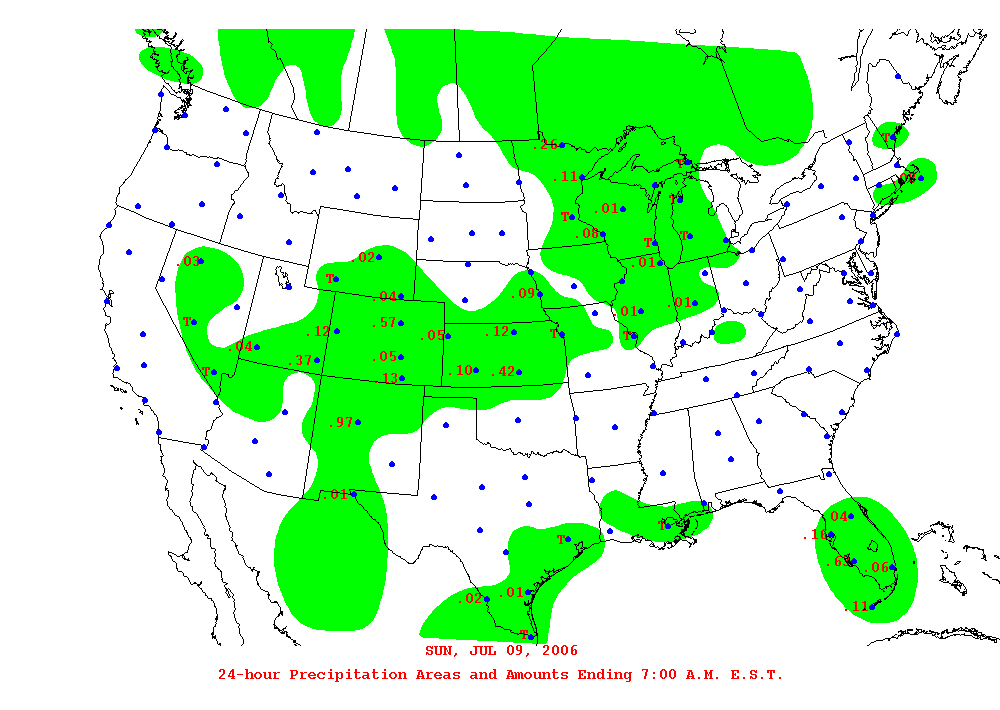 .26 T
.11 T .02
T .01 T
.08 T T
.03 .02 .01
T .04 .09 .01 .01
T .12 .57 .05 .12 T T
.04 .37 .05
T .13 .10 .42
.97
.01
T .04
T .16
.06
.02 .01 .11
T
SUN, JUL 09, 2006
24-hour Precipitation Areas and Amounts Ending 7:00 A.M. E.S.T.